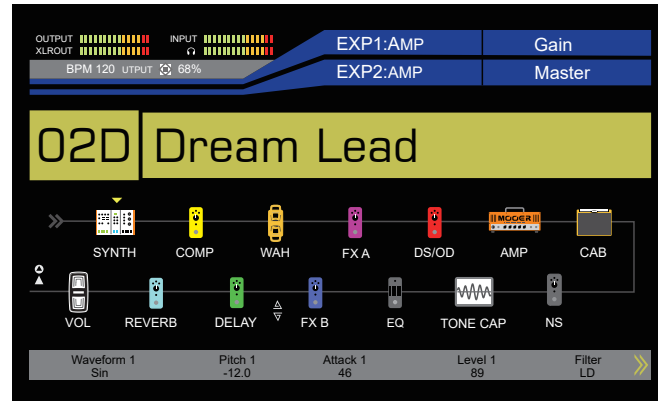 OUTPUT INPUT
XLROUT
BPM 120 UTPUT 68%
EXP1:AMP Gain
EXP2:AMP Master
02D Dream Lead
MOOER
SYNTH COMP WAH FX A DS/OD AMP CAB
VOL REVERB DELAY FX B EQ TONE CAP NS
Waveform 1 Pitch 1 Attack 1 Level 1 Filter
Sin -12.0 46 89 LD